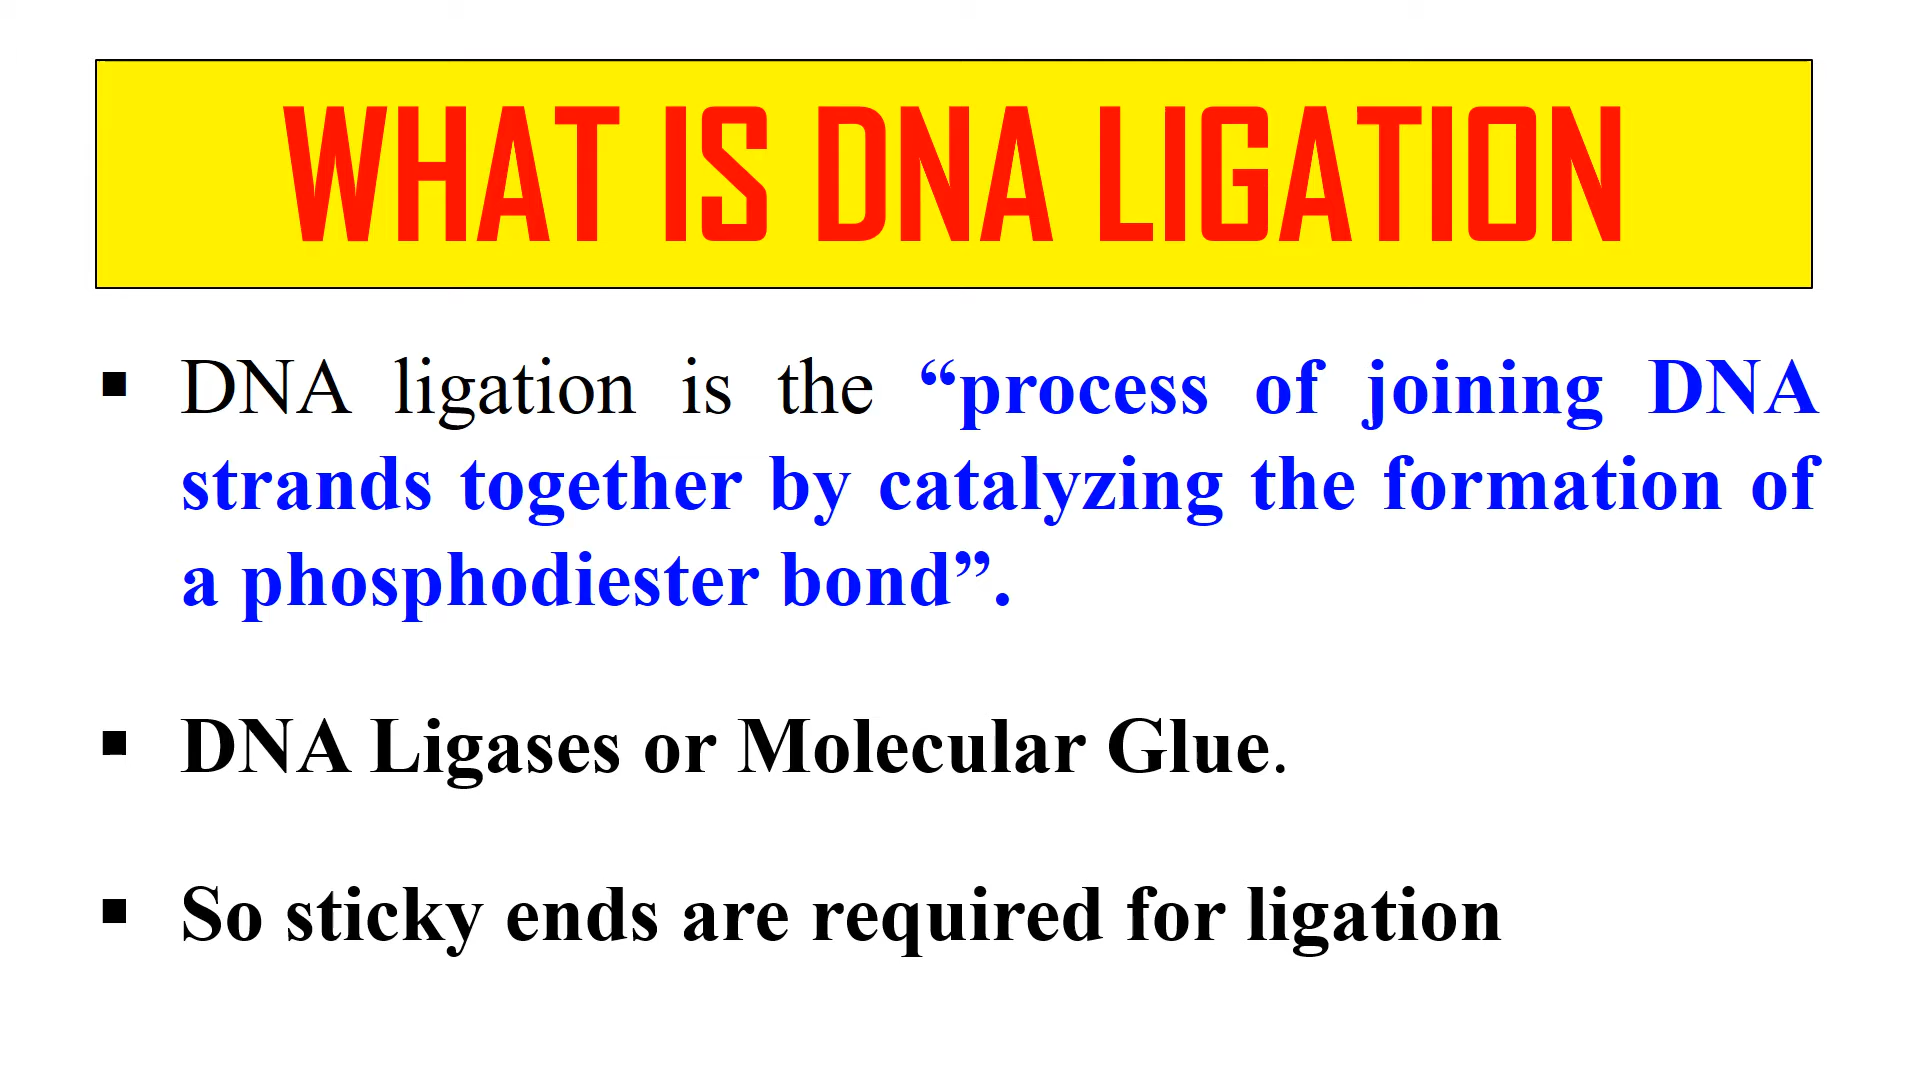 WHAT IS DNA LIGATION
▪ DNA ligation is the “process of joining DNA
strands together by catalyzing the formation of
a phosphodiester bond”.
▪ DNA Ligases or Molecular Glue.
▪ So sticky ends are required for ligation